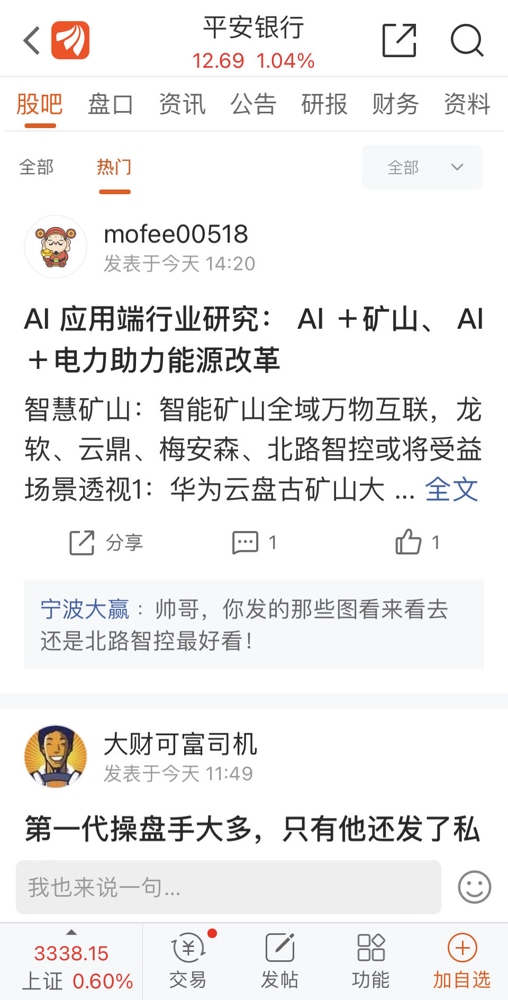 平安银行
12.69 1.04%
股吧 盘口 资讯 公告 研报 财务 资料
全部 热门 全部
mofee00518
发表于今天 14:20
AI 应用端行业研究： AI ＋矿山、 AI
＋电力助力能源改革
智慧矿山：智能矿山全域万物互联，龙
软、云鼎、梅安森、北路智控或将受益
场景透视1：华为云盘古矿山大 ... 全文
分享 1 1
宁波大赢：帅哥，你发的那些图看来看去
还是北路智控最好看！
大财可富司机
发表于今天 11:49
第一代操盘手大多，只有他还发了私
我也来说一句...
3338.15
上证 0.60%
交易 发帖 功能 加自选